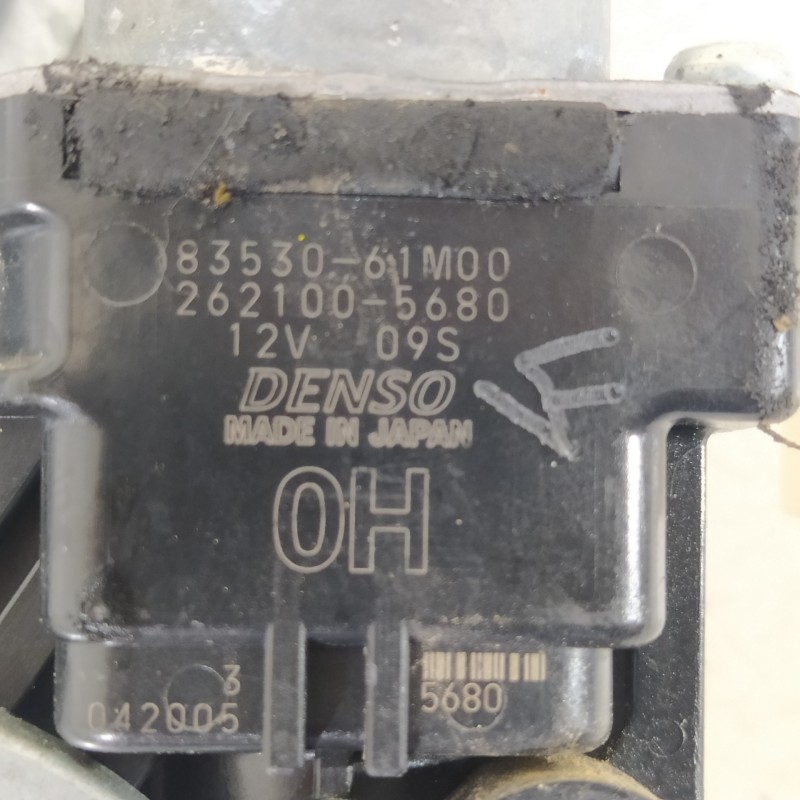 83530-61M00
262100-5680
12V 09S
DENSO
MADE IN JAPAN
0H
3
042005
5680